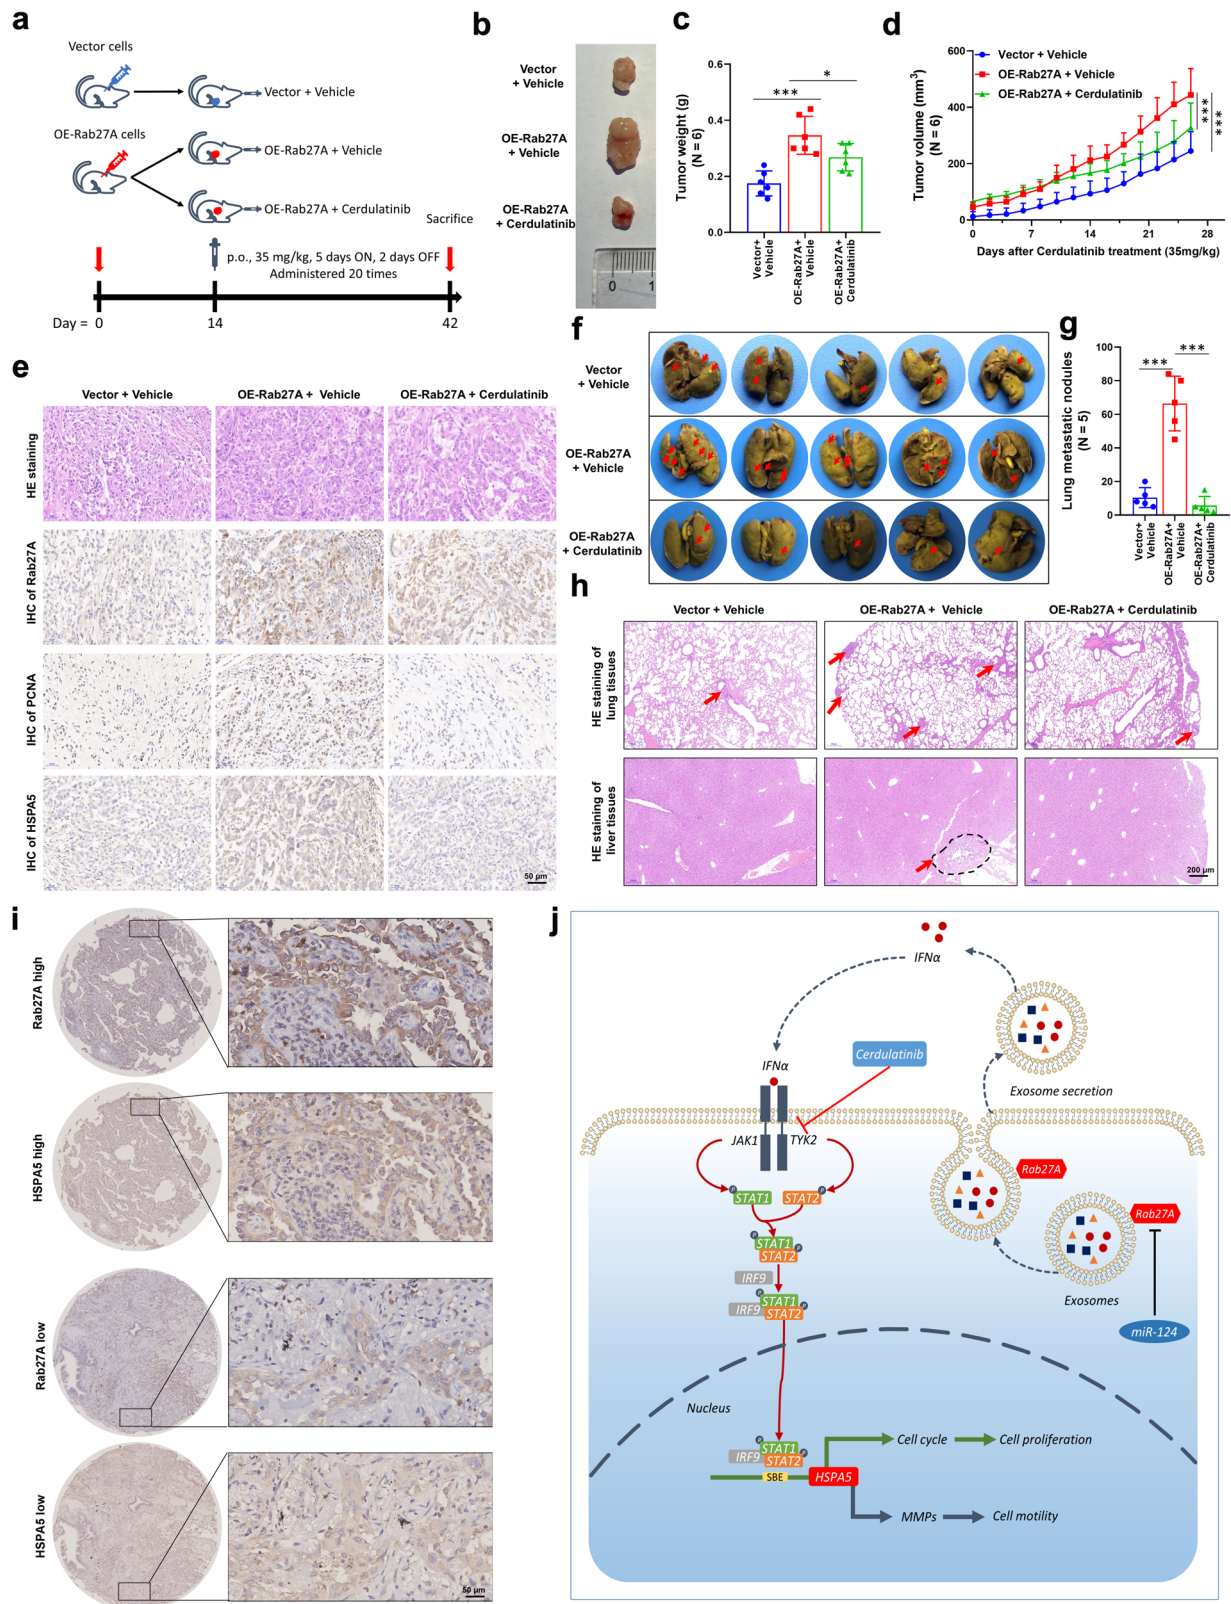 a
Vector cells
Vector + Vehicle
OE-Rab27A cells
OE-Rab27A + Vehicle
OE-Rab27A + Cerdulatinib
Sacrifice
p.o., 35 mg/kg, 5 days ON, 2 days OFF
Administered 20 times
Day = 0
14
42
b
Vector
+ Vehicle
OE-Rab27A
+ Vehicle
OE-Rab27A
+ Cerdulatinib
0
1
c
Tumor weight (g)
(N = 6)
0.6
0.4
0.2
0.0
***
*
Vector+
Vehicle
OE-Rab27A+
Vehicle
OE-Rab27A+
Cerdulatinib
d
Tumor volume (mm³)
(N = 6)
600
400
200
0
Vector + Vehicle
OE-Rab27A + Vehicle
OE-Rab27A + Cerdulatinib
***
***
0 7 14 21 28
Days after Cerdulatinib treatment (35mg/kg)
e
Vector + Vehicle
OE-Rab27A + Vehicle
OE-Rab27A + Cerdulatinib
HE staining
IHC of Rab27A
IHC of PCNA
IHC of HSPA5
50 μm
f
Vector
+ Vehicle
OE-Rab27A
+ Vehicle
OE-Rab27A
+ Cerdulatinib
g
Lung metastatic nodules
(N = 5)
100
80
60
40
20
0
***
***
Vector+
Vehicle
OE-Rab27A+
Vehicle
OE-Rab27A+
Cerdulatinib
h
Vector + Vehicle
OE-Rab27A + Vehicle
OE-Rab27A + Cerdulatinib
HE staining of
lung tissues
HE staining of
liver tissues
200 μm
i
Rab27A high
HSPA5 high
Rab27A low
HSPA5 low
50 μm
j
IFNα
IFNα
Cerdulatinib
Exosome secretion
JAK1
TYK2
Rab27A
P
STAT1
STAT2
P
Rab27A
P
STAT1
P
STAT2
IRF9
Exosomes
P
STAT1
P
IRF9
STAT2
miR-124
Nucleus
P
STAT1
P
IRF9
STAT2
SBE
HSPA5
Cell cycle
Cell proliferation
MMPs
Cell motility